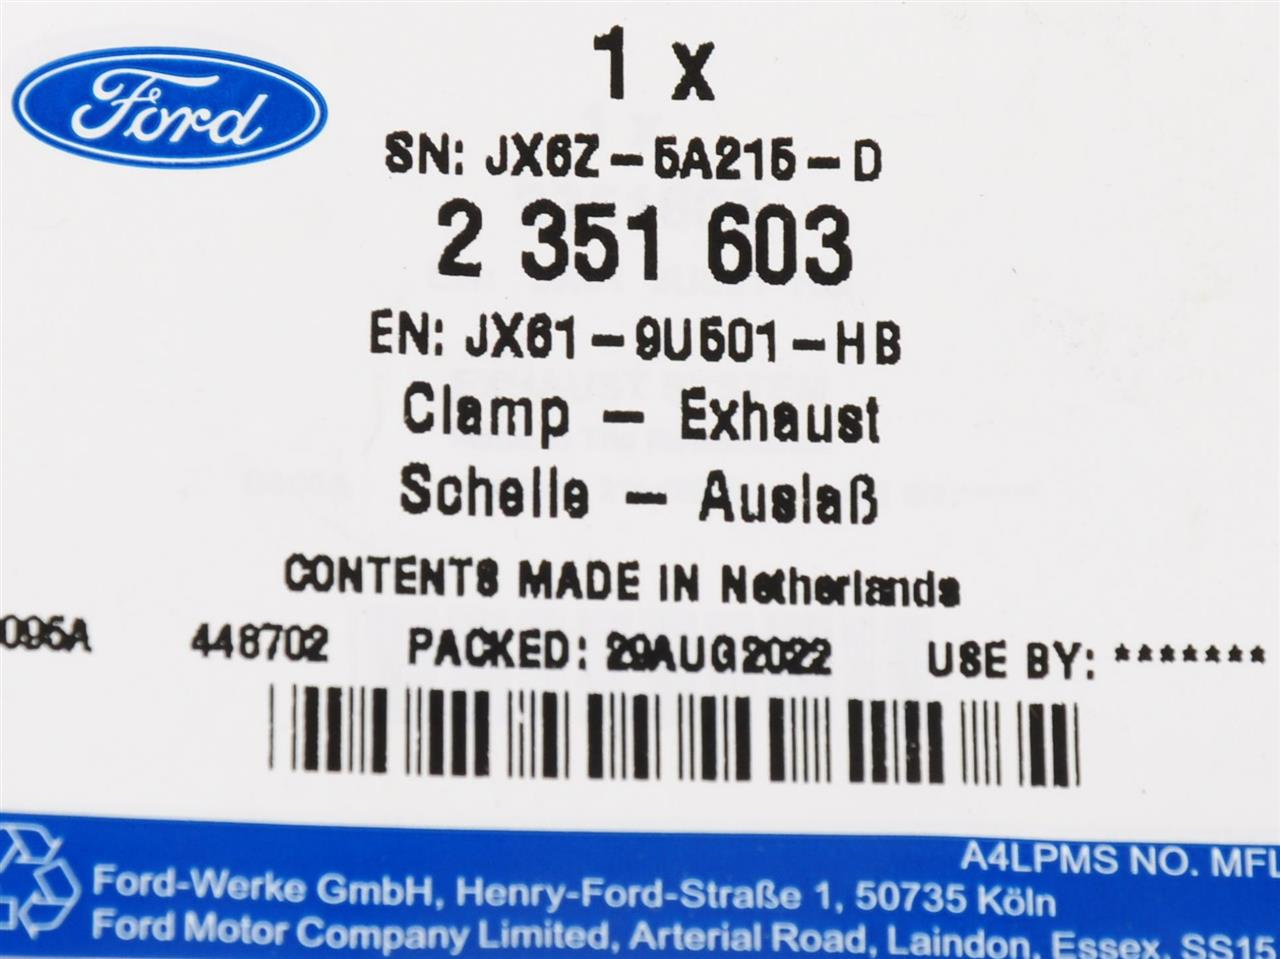 Ford
1 x
SN: JX6Z-5A215-D
2 351 603
EN: JX61-9U501-HB
Clamp - Exhaust
Schelle - Auslaß
CONTENTS MADE IN Netherlands
095A 448702 PACKED: 29AUG2022 USE BY: *******
A4LPMS NO. MFL
Ford-Werke GmbH, Henry-Ford-Straße 1, 50735 Köln
Ford Motor Company Limited, Arterial Road, Laindon, Essex, SS15